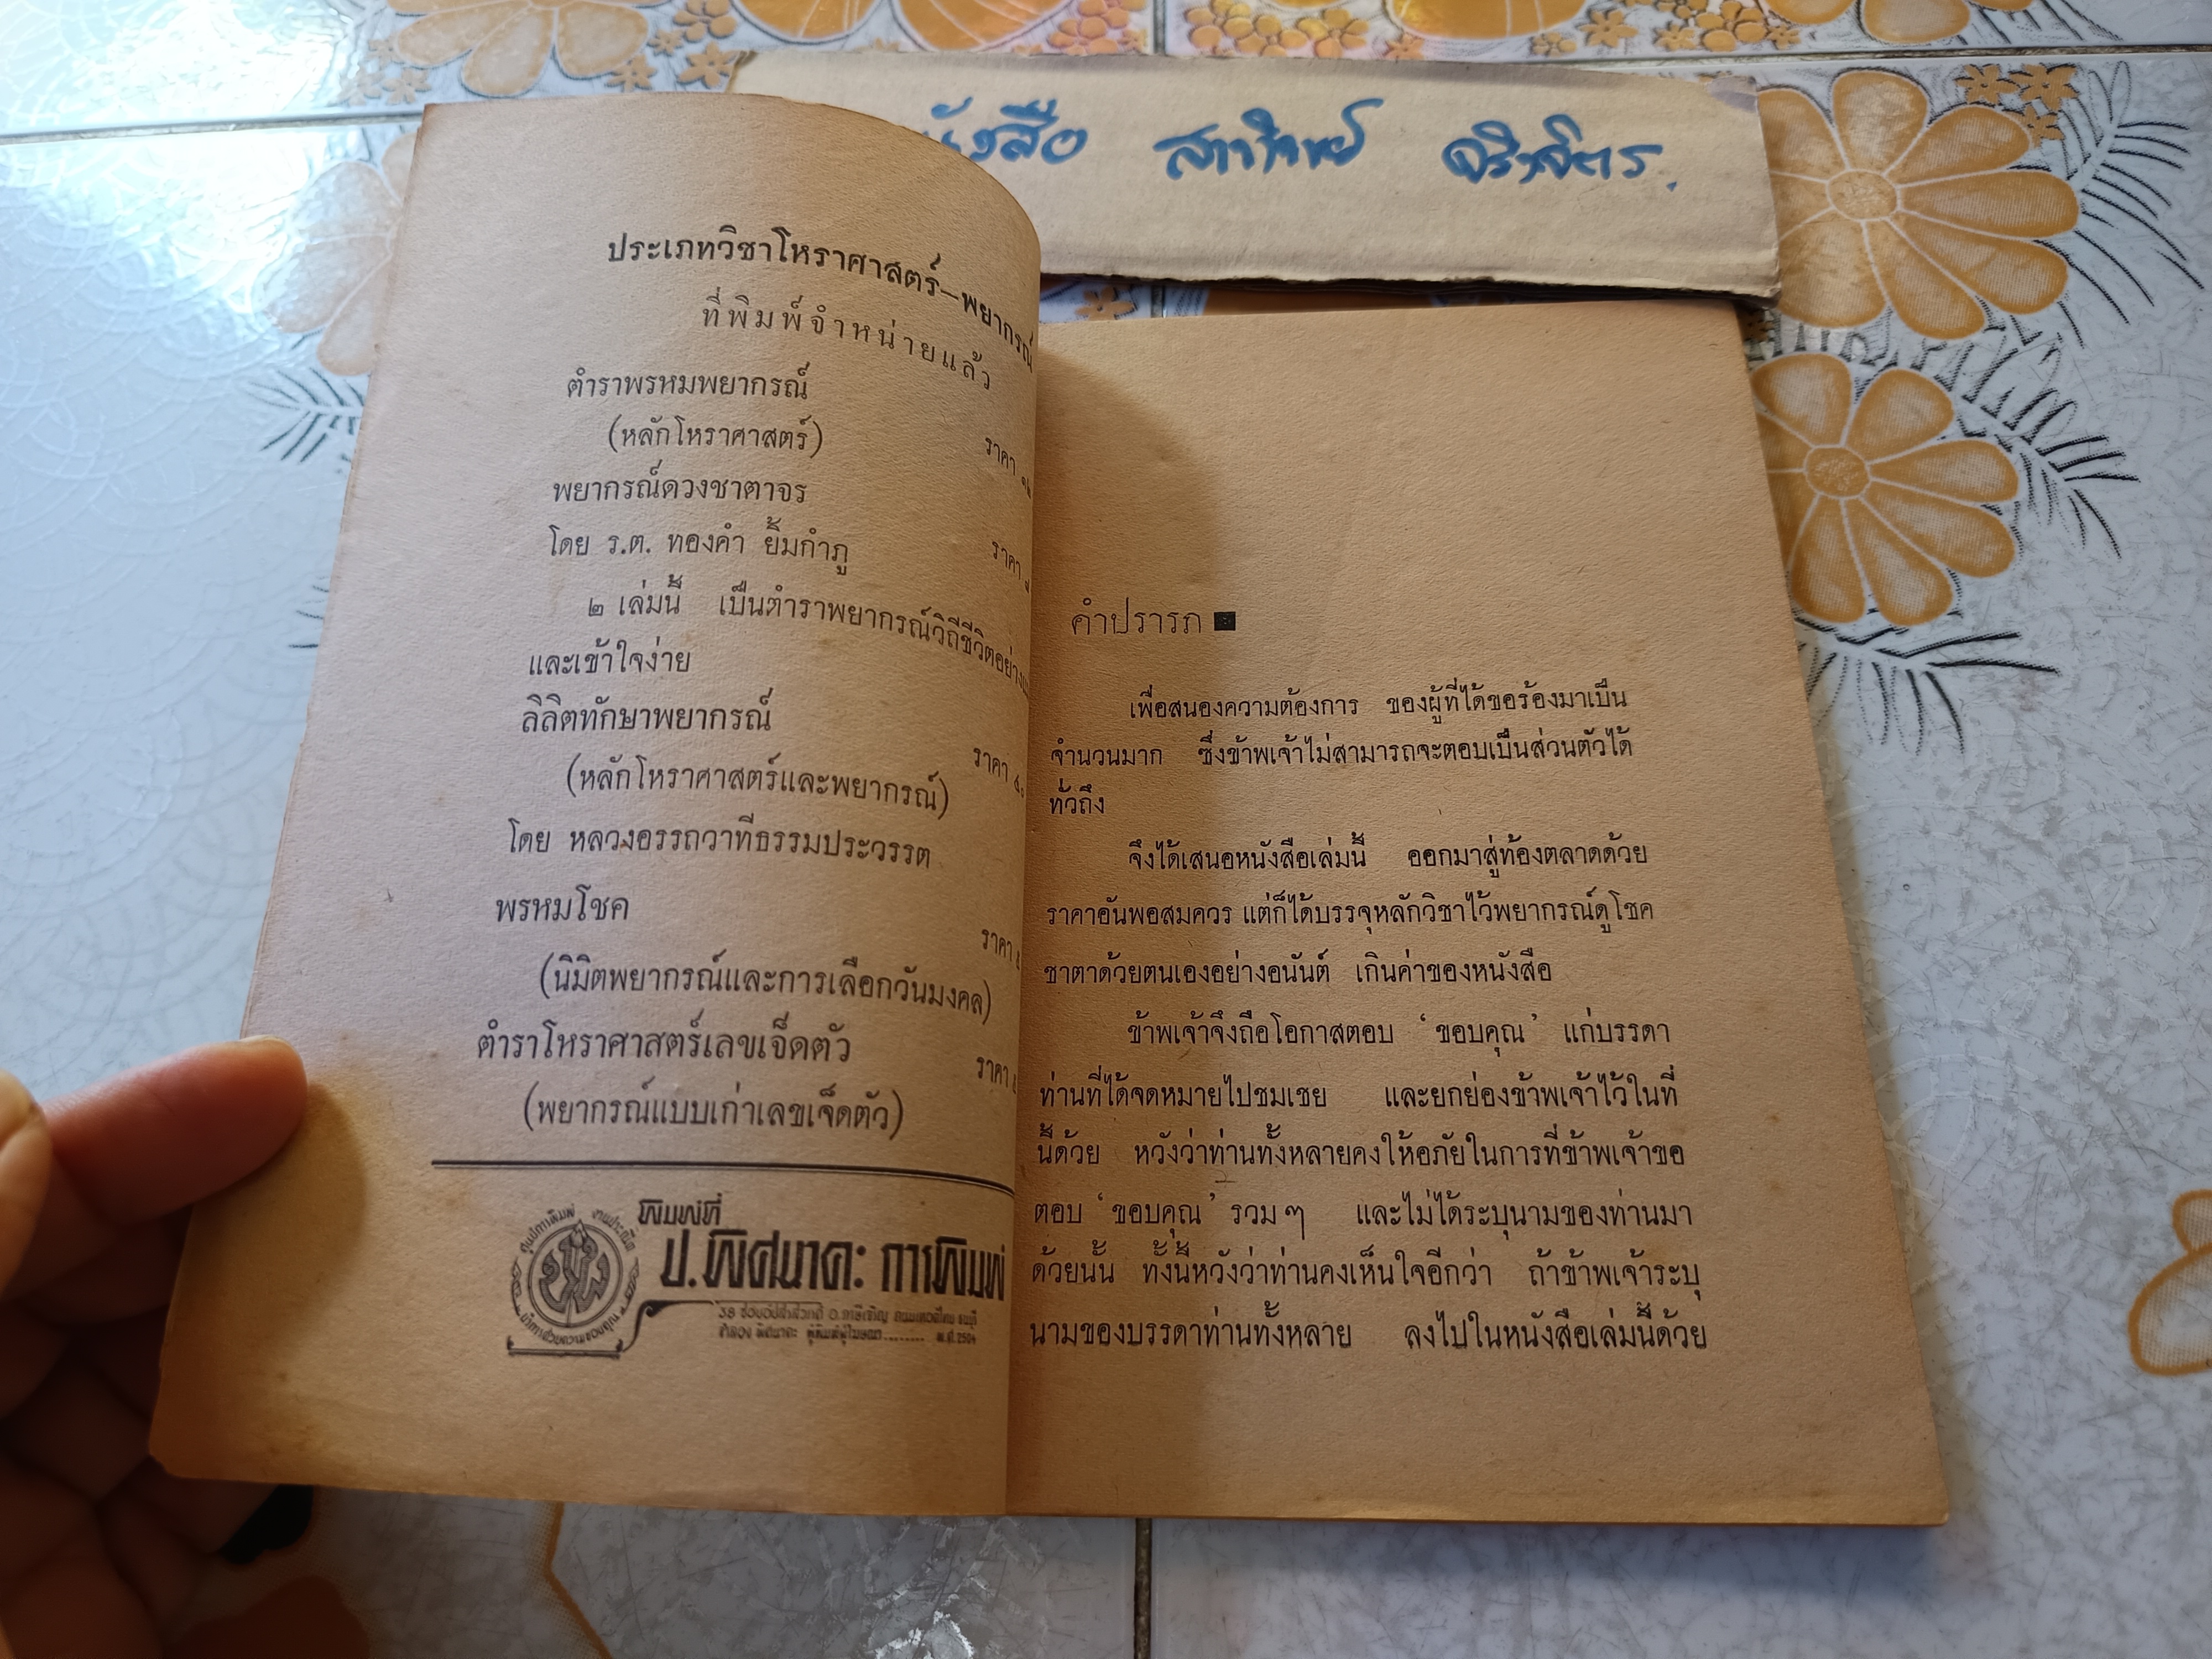 ประเภทวิชาโหราศาสตร์—พยากรณ์
ที่พิมพ์จำหน่ายแล้ว
ตำราพรหมพยากรณ์
(หลักโหราศาสตร์) ราคา
พยากรณ์ดวงชาตาจร
โดย ร.ต. ทองคำ ยิ้มกำภู ราคา
๒ เล่มนี้ เป็นตำราพยากรณ์วิถีชีวิตอย่าง
และเข้าใจง่าย
ลิลิตทักษาพยากรณ์
(หลักโหราศาสตร์และพยากรณ์) ราคา
โดย หลวงอรรถวาทีธรรมประวรรต
พรหมโชค
(นิมิตพยากรณ์และการเลือกวันมงคล) ราคา
ตำราโหราศาสตร์เลขเจ็ดตัว
(พยากรณ์แบบเก่าเลขเจ็ดตัว) ราคา
พิมพ์ที่
ป. พิศนาคะ การพิมพ์
พ.ศ. 2504
หนังสือ
คำปรารภ
เพื่อสนองความต้องการ ของผู้ที่ได้ขอร้องมาเป็น
จำนวนมาก ซึ่งข้าพเจ้าไม่สามารถจะตอบเป็นส่วนตัวได้
ทั่วถึง
จึงได้เสนอหนังสือเล่มนี้ ออกมาสู่ท้องตลาดด้วย
ราคาอันพอสมควร แต่ก็ได้บรรจุหลักวิชาไว้พยากรณ์ดูโชค
ชาตาด้วยตนเองอย่างอนันต์ เกินค่าของหนังสือ
ข้าพเจ้าจึงถือโอกาสตอบ ‘ขอบคุณ’ แก่บรรดา
ท่านที่ได้จดหมายไปชมเชย และยกย่องข้าพเจ้าไว้ในที่
นี้ด้วย หวังว่าท่านทั้งหลายคงให้อภัยในการที่ข้าพเจ้าขอ
ตอบ ‘ขอบคุณ’ รวมๆ และไม่ได้ระบุนามของท่านมา
ด้วยนั้น ทั้งนี้หวังว่าท่านคงเห็นใจอีกว่า ถ้าข้าพเจ้าระบุ
นามของบรรดาท่านทั้งหลาย ลงไปในหนังสือเล่มนี้ด้วย